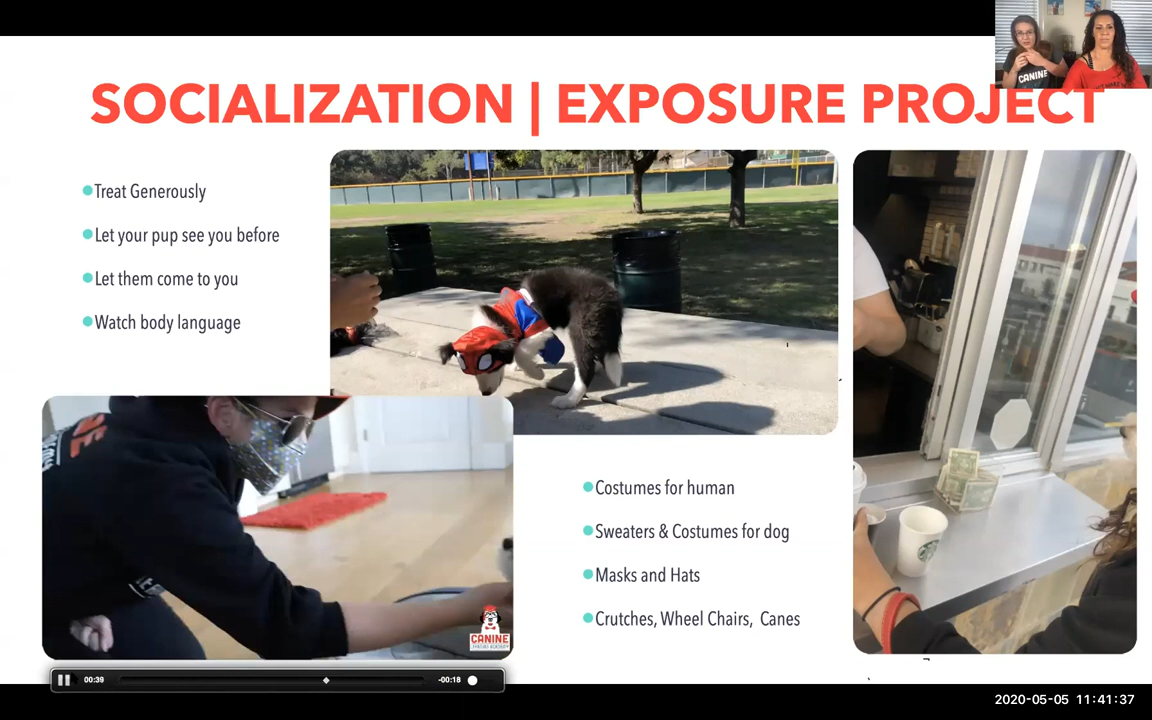 CANINE
SOCIALIZATION | EXPOSURE PROJECT
Treat Generously
Let your pup see you before
Let them come to you
Watch body language
CANINE
Costumes for human
Sweaters & Costumes for dog
Masks and Hats
Crutches, Wheel Chairs, Canes
00:39
-00:18
2020-05-05 11:41:37